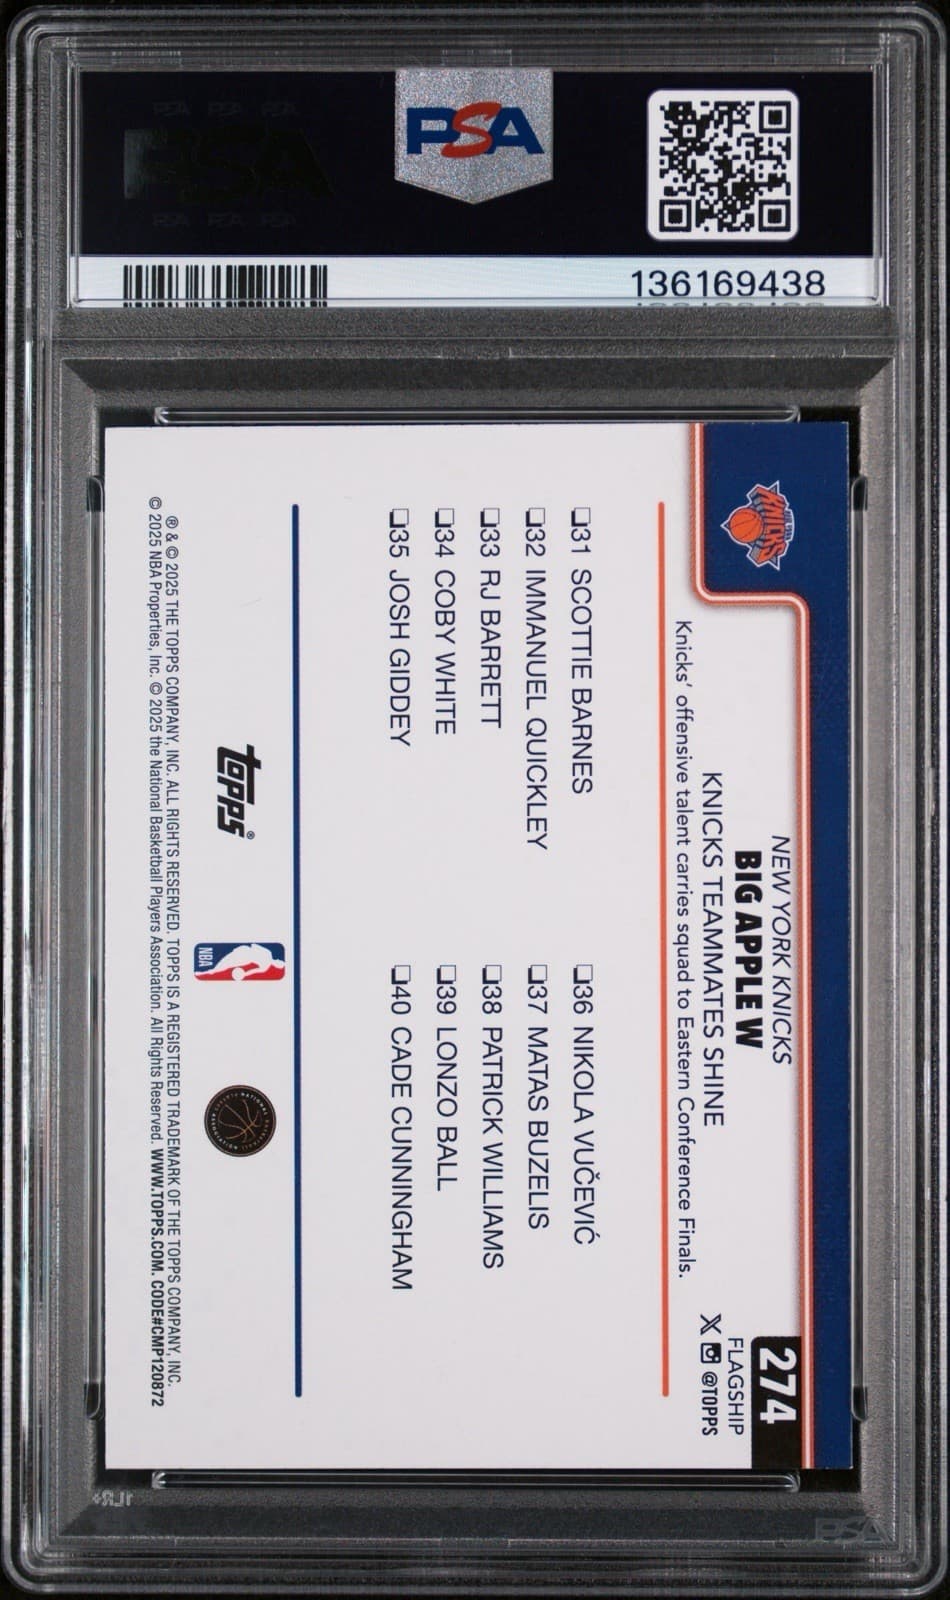 PSA
136169438
KNICKS
NEW YORK KNICKS
BIG APPLE W
KNICKS TEAMMATES SHINE
Knicks' offensive talent carries squad to Eastern Conference Finals.
274
FLAGSHIP
X @TOPPS
❑31 SCOTTIE BARNES
❑32 IMMANUEL QUICKLEY
❑33 RJ BARRETT
❑34 COBY WHITE
❑35 JOSH GIDDEY
❑36 NIKOLA VUČEVIĆ
❑37 MATAS BUZELIS
❑38 PATRICK WILLIAMS
❑39 LONZO BALL
❑40 CADE CUNNINGHAM
topps®
NBA
® & © 2025 THE TOPPS COMPANY, INC. ALL RIGHTS RESERVED. TOPPS IS A REGISTERED TRADEMARK OF THE TOPPS COMPANY, INC.
© 2025 NBA Properties, Inc. © 2025 the National Basketball Players Association. All Rights Reserved. WWW.TOPPS.COM. CODE#CMP120872
PSA